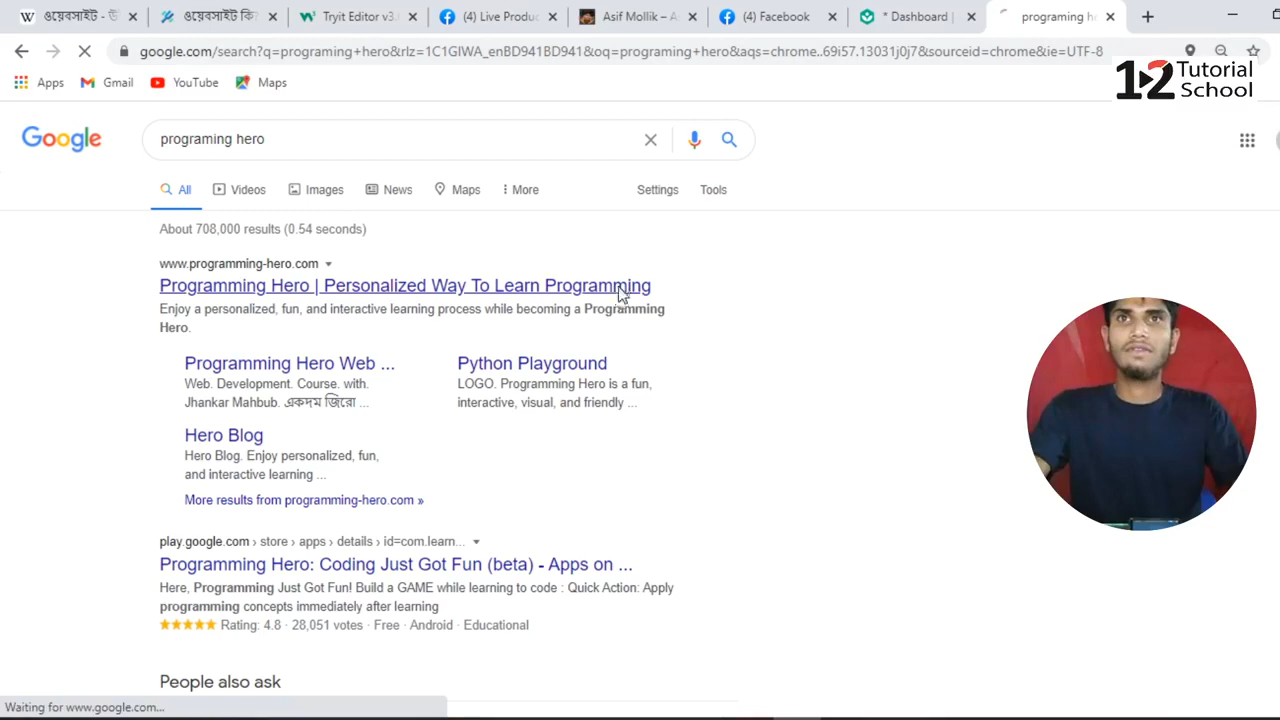 ওয়েবসাইট - উ
ওয়েবসাইট কি?
Tryit Editor v3.
(4) Live Produc
Asif Mollik –
(4) Facebook
* Dashboard |
programing h
google.com/search?q=programing+hero&rlz=1C1GIWA_enBD941BD941&oq=programing+hero&aqs=chrome..69i57.13031j0j7&sourceid=chrome&ie=UTF-8
Apps
Gmail
YouTube
Maps
12 Tutorial
School
Google
programing hero
All
Videos
Images
News
Maps
More
Settings
Tools
About 708,000 results (0.54 seconds)
www.programming-hero.com
Programming Hero | Personalized Way To Learn Programming
Enjoy a personalized, fun, and interactive learning process while becoming a Programming
Hero.
Programming Hero Web ...
Web. Development. Course. with.
Jhankar Mahbub. একদম জিরো ...
Python Playground
LOGO. Programming Hero is a fun,
interactive, visual, and friendly ...
Hero Blog
Hero Blog. Enjoy personalized, fun,
and interactive learning ...
More results from programming-hero.com »
play.google.com › store › apps › details › id=com.learn...
Programming Hero: Coding Just Got Fun (beta) - Apps on ...
Here, Programming Just Got Fun! Build a GAME while learning to code : Quick Action: Apply
programming concepts immediately after learning
Rating: 4.8 · 28,051 votes · Free · Android · Educational
People also ask
Waiting for www.google.com...